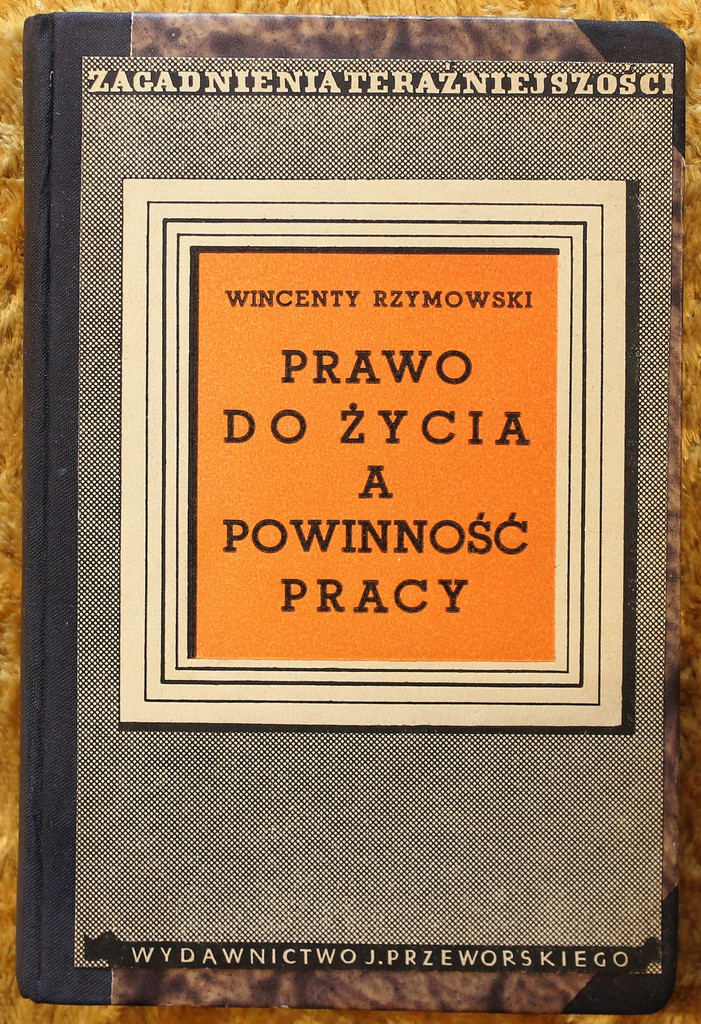 ZAGADNIENIA TERAŹNIEJSZOŚCI
WINCENTY RZYMOWSKI
PRAWO
DO ŻYCIA
A
POWINNOŚĆ
PRACY
WYDAWNICTWO J. PRZEWORSKIEGO